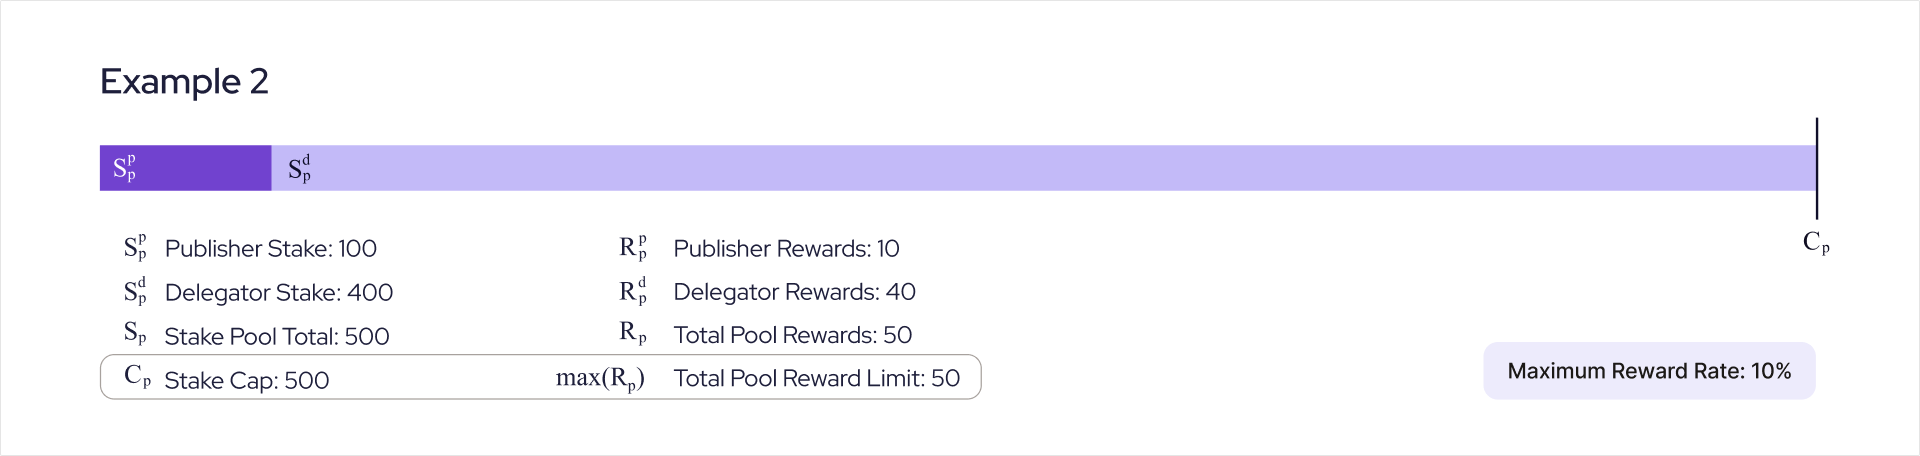 Example 2
S_p^p S_p^d
C_p
S_p^p Publisher Stake: 100 R_p^p Publisher Rewards: 10
S_p^d Delegator Stake: 400 R_p^d Delegator Rewards: 40
S_p Stake Pool Total: 500 R_p Total Pool Rewards: 50
C_p Stake Cap: 500 max(R_p) Total Pool Reward Limit: 50
Maximum Reward Rate: 10%